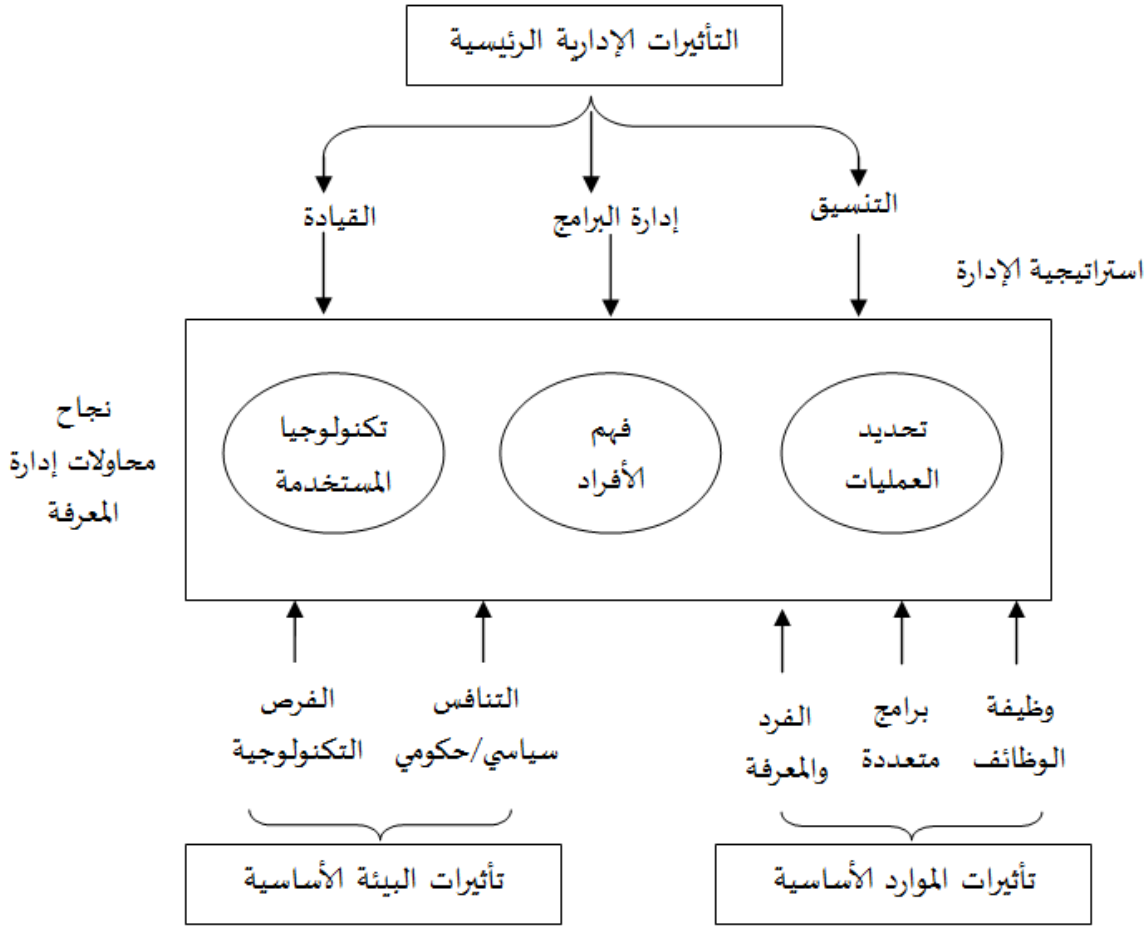 التأثيرات الإدارية الرئيسية
التنسيق
إدارة البرامج
القيادة
استراتيجية الإدارة
تحديد
العمليات
فهم
الأفراد
تكنولوجيا
المستخدمة
نجاح
محاولات إدارة
المعرفة
وظيفة
الوظائف
برامج
متعددة
الفرد
والمعرفة
التنافس
سياسي/حكومي
الفرص
التكنولوجية
تأثيرات الموارد الأساسية
تأثيرات البيئة الأساسية